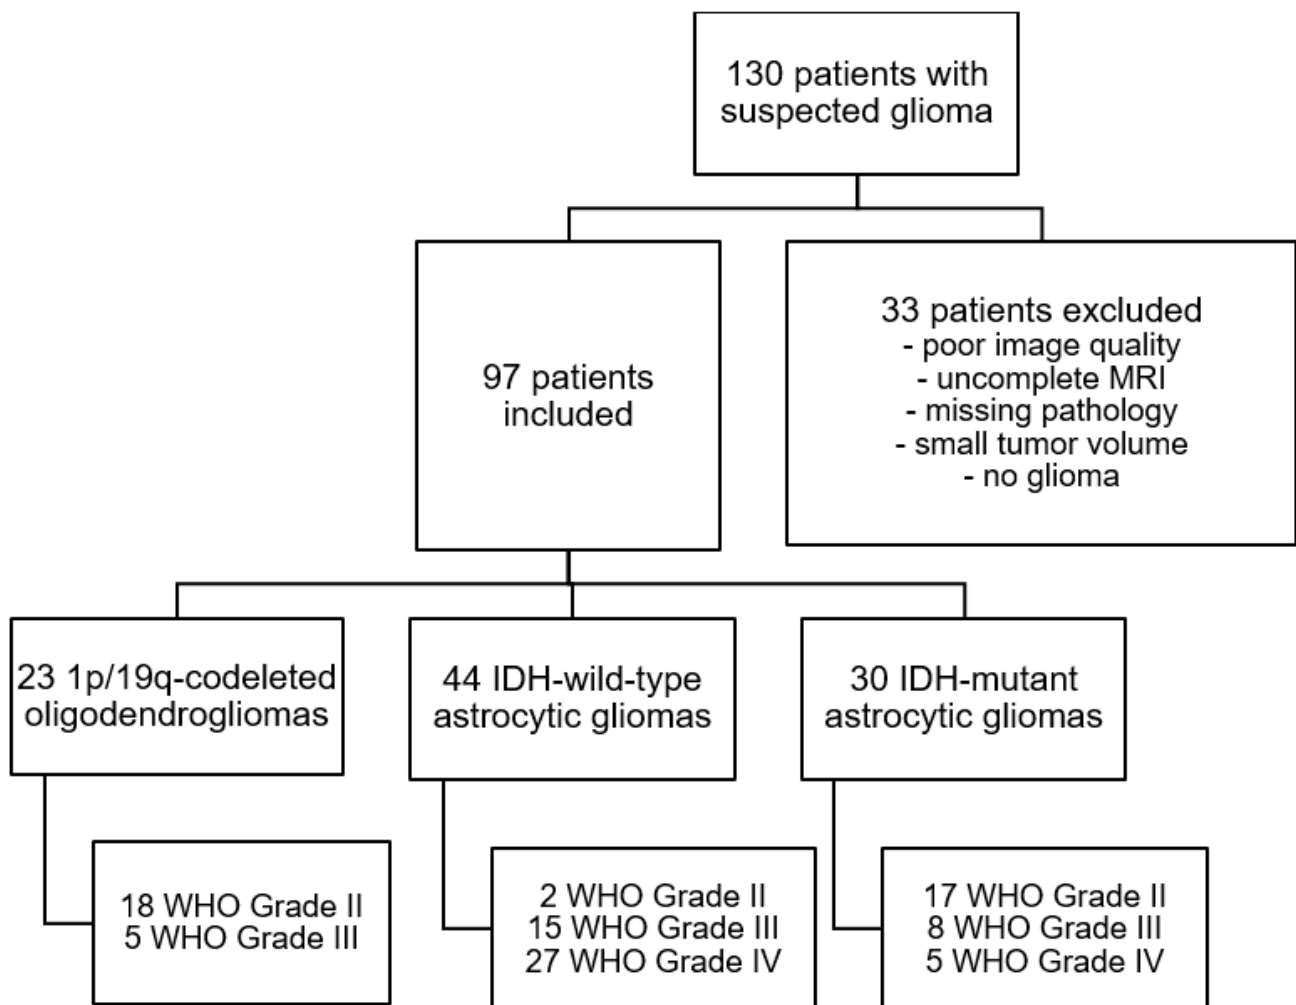 130 patients with
suspected glioma
97 patients
included
33 patients excluded
- poor image quality
- uncomplete MRI
- missing pathology
- small tumor volume
- no glioma
23 1p/19q-codeleted
oligodendrogliomas
44 IDH-wild-type
astrocytic gliomas
30 IDH-mutant
astrocytic gliomas
18 WHO Grade II
5 WHO Grade III
2 WHO Grade II
15 WHO Grade III
27 WHO Grade IV
17 WHO Grade II
8 WHO Grade III
5 WHO Grade IV